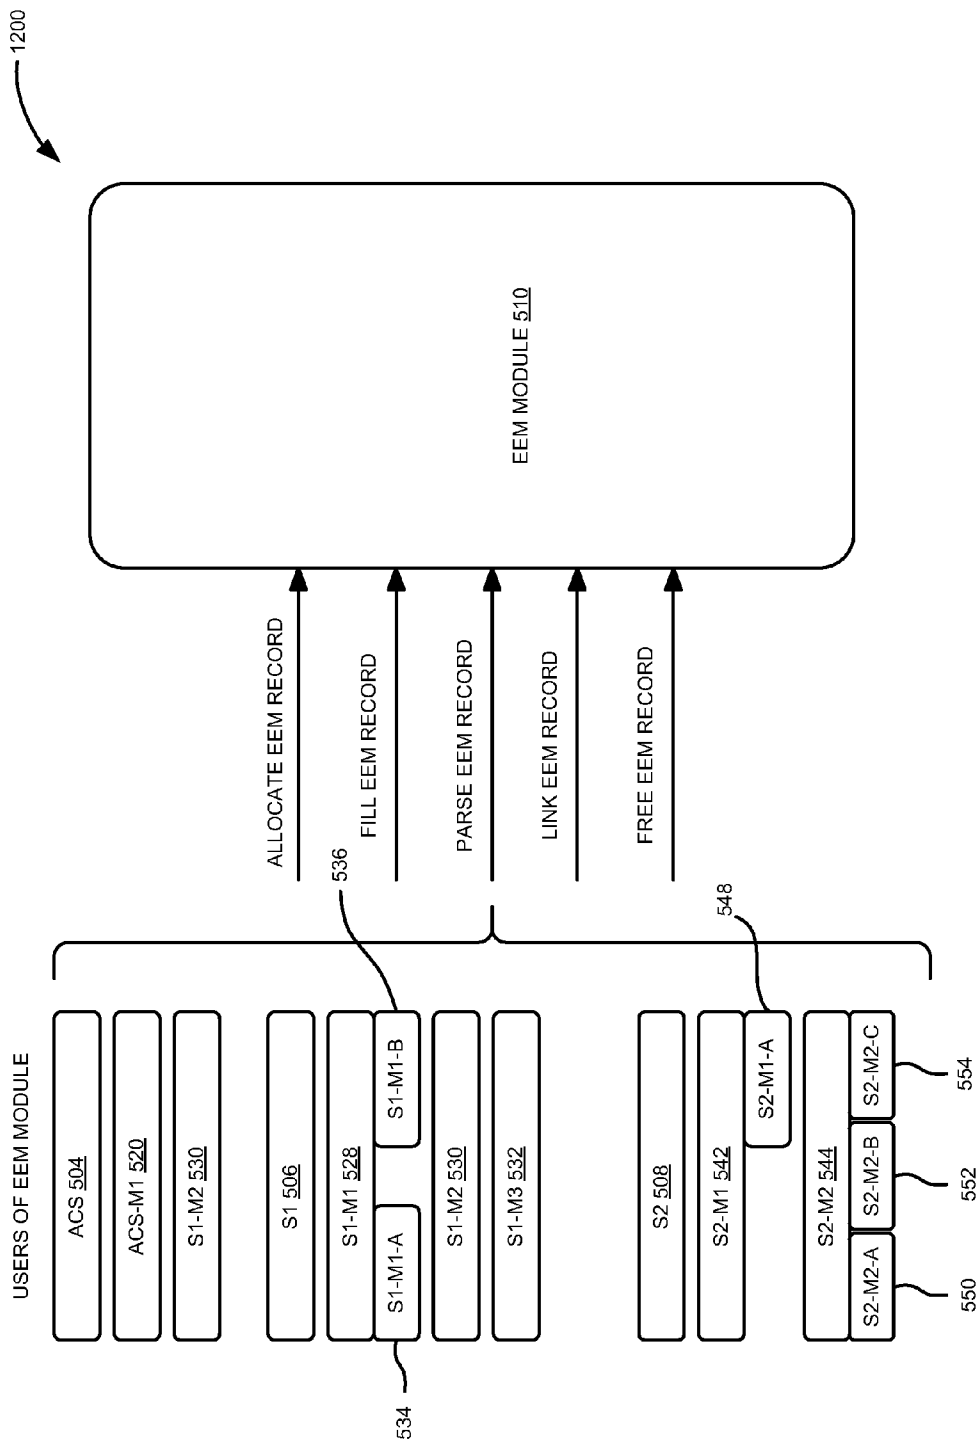 1200
USERS OF EEM MODULE
ACS 504
ACS-M1 520
S1-M2 530
S1 506
S1-M1 528
S1-M1-A
S1-M1-B
534
536
S1-M2 530
S1-M3 532
S2 508
S2-M1 542
S2-M1-A
548
S2-M2 544
S2-M2-A
S2-M2-B
S2-M2-C
550
552
554
ALLOCATE EEM RECORD
FILL EEM RECORD
PARSE EEM RECORD
LINK EEM RECORD
FREE EEM RECORD
EEM MODULE 510